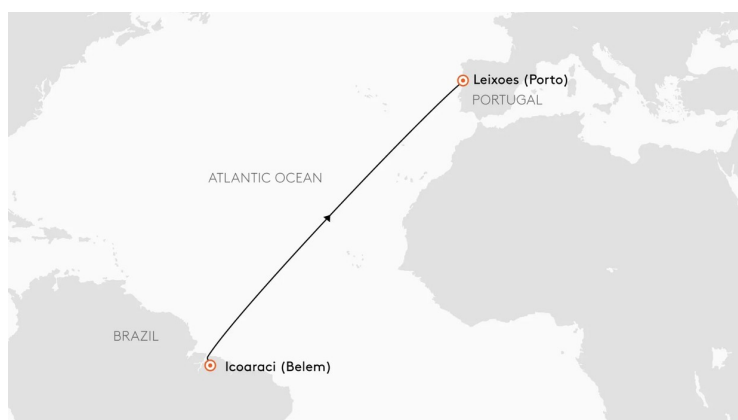 Leixoes (Porto)
PORTUGAL
ATLANTIC OCEAN
BRAZIL
Icoaraci (Belem)